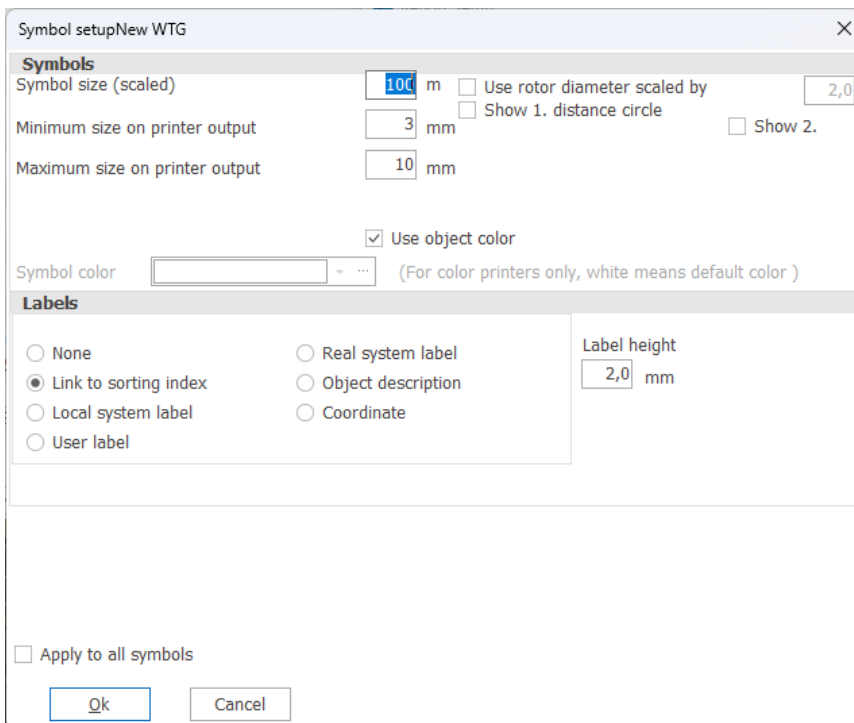 Symbol setupNew WTG
Symbols
Symbol size (scaled) 100 m Use rotor diameter scaled by 2,0
Show 1. distance circle
Minimum size on printer output 3 mm Show 2.
Maximum size on printer output 10 mm
Use object color
Symbol color ... (For color printers only, white means default color )
Labels
None Real system label Label height
Link to sorting index Object description 2,0 mm
Local system label Coordinate
User label
Apply to all symbols
Ok Cancel